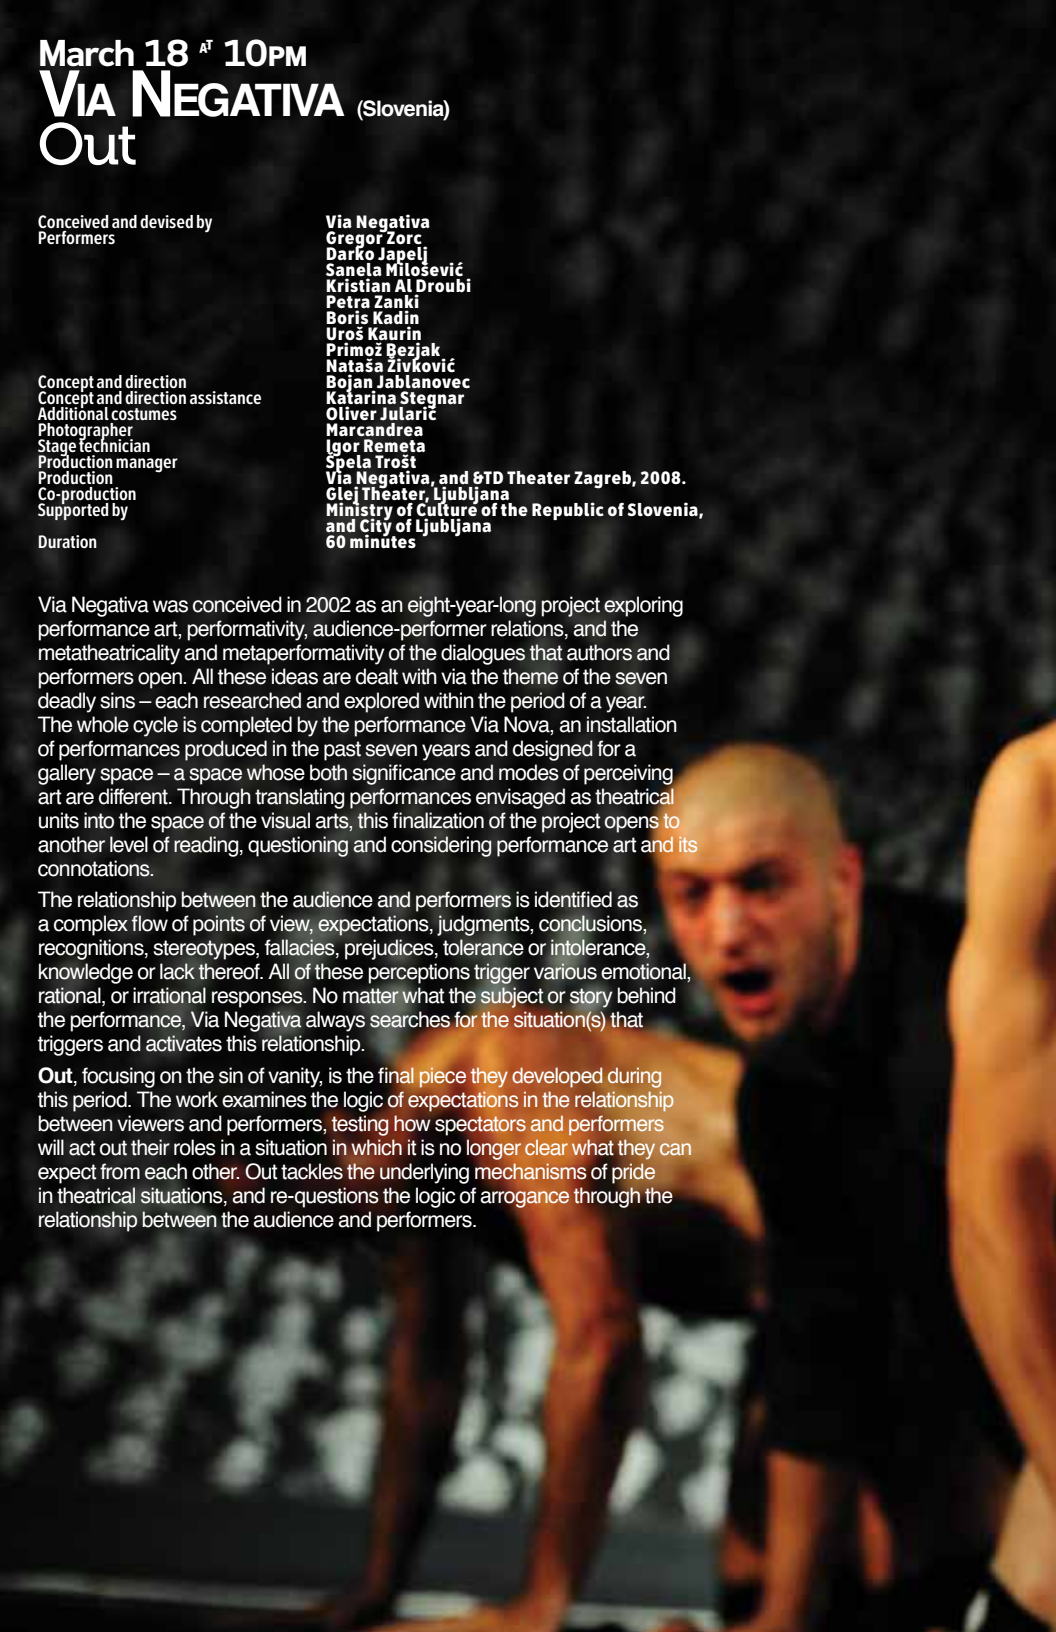 March 18 AT 10PM
VIA NEGATIVA (Slovenia)
Out
Conceived and devised by Via Negativa
Performers Gregor Zorc
Darko Japelj
Sanela Milošević
Kristian Al Droubi
Petra Zanki
Boris Kadin
Uroš Kaurin
Primož Bezjak
Nataša Živković
Concept and direction Bojan Jablanovec
Concept and direction assistance Katarina Stegnar
Additional costumes Oliver Jularić
Photographer Marcandrea
Stage technician Igor Remeta
Production manager Špela Trošt
Production Via Negativa, and &TD Theater Zagreb, 2008.
Co-production Glej Theater, Ljubljana
Supported by Ministry of Culture of the Republic of Slovenia,
and City of Ljubljana
Duration 60 minutes
Via Negativa was conceived in 2002 as an eight-year-long project exploring
performance art, performativity, audience-performer relations, and the
metatheatricality and metaperformativity of the dialogues that authors and
performers open. All these ideas are dealt with via the theme of the seven
deadly sins – each researched and explored within the period of a year.
The whole cycle is completed by the performance Via Nova, an installation
of performances produced in the past seven years and designed for a
gallery space – a space whose both significance and modes of perceiving
art are different. Through translating performances envisaged as theatrical
units into the space of the visual arts, this finalization of the project opens to
another level of reading, questioning and considering performance art and its
connotations.
The relationship between the audience and performers is identified as
a complex flow of points of view, expectations, judgments, conclusions,
recognitions, stereotypes, fallacies, prejudices, tolerance or intolerance,
knowledge or lack thereof. All of these perceptions trigger various emotional,
rational, or irrational responses. No matter what the subject or story behind
the performance, Via Negativa always searches for the situation(s) that
triggers and activates this relationship.
Out, focusing on the sin of vanity, is the final piece they developed during
this period. The work examines the logic of expectations in the relationship
between viewers and performers, testing how spectators and performers
will act out their roles in a situation in which it is no longer clear what they can
expect from each other. Out tackles the underlying mechanisms of pride
in theatrical situations, and re-questions the logic of arrogance through the
relationship between the audience and performers.